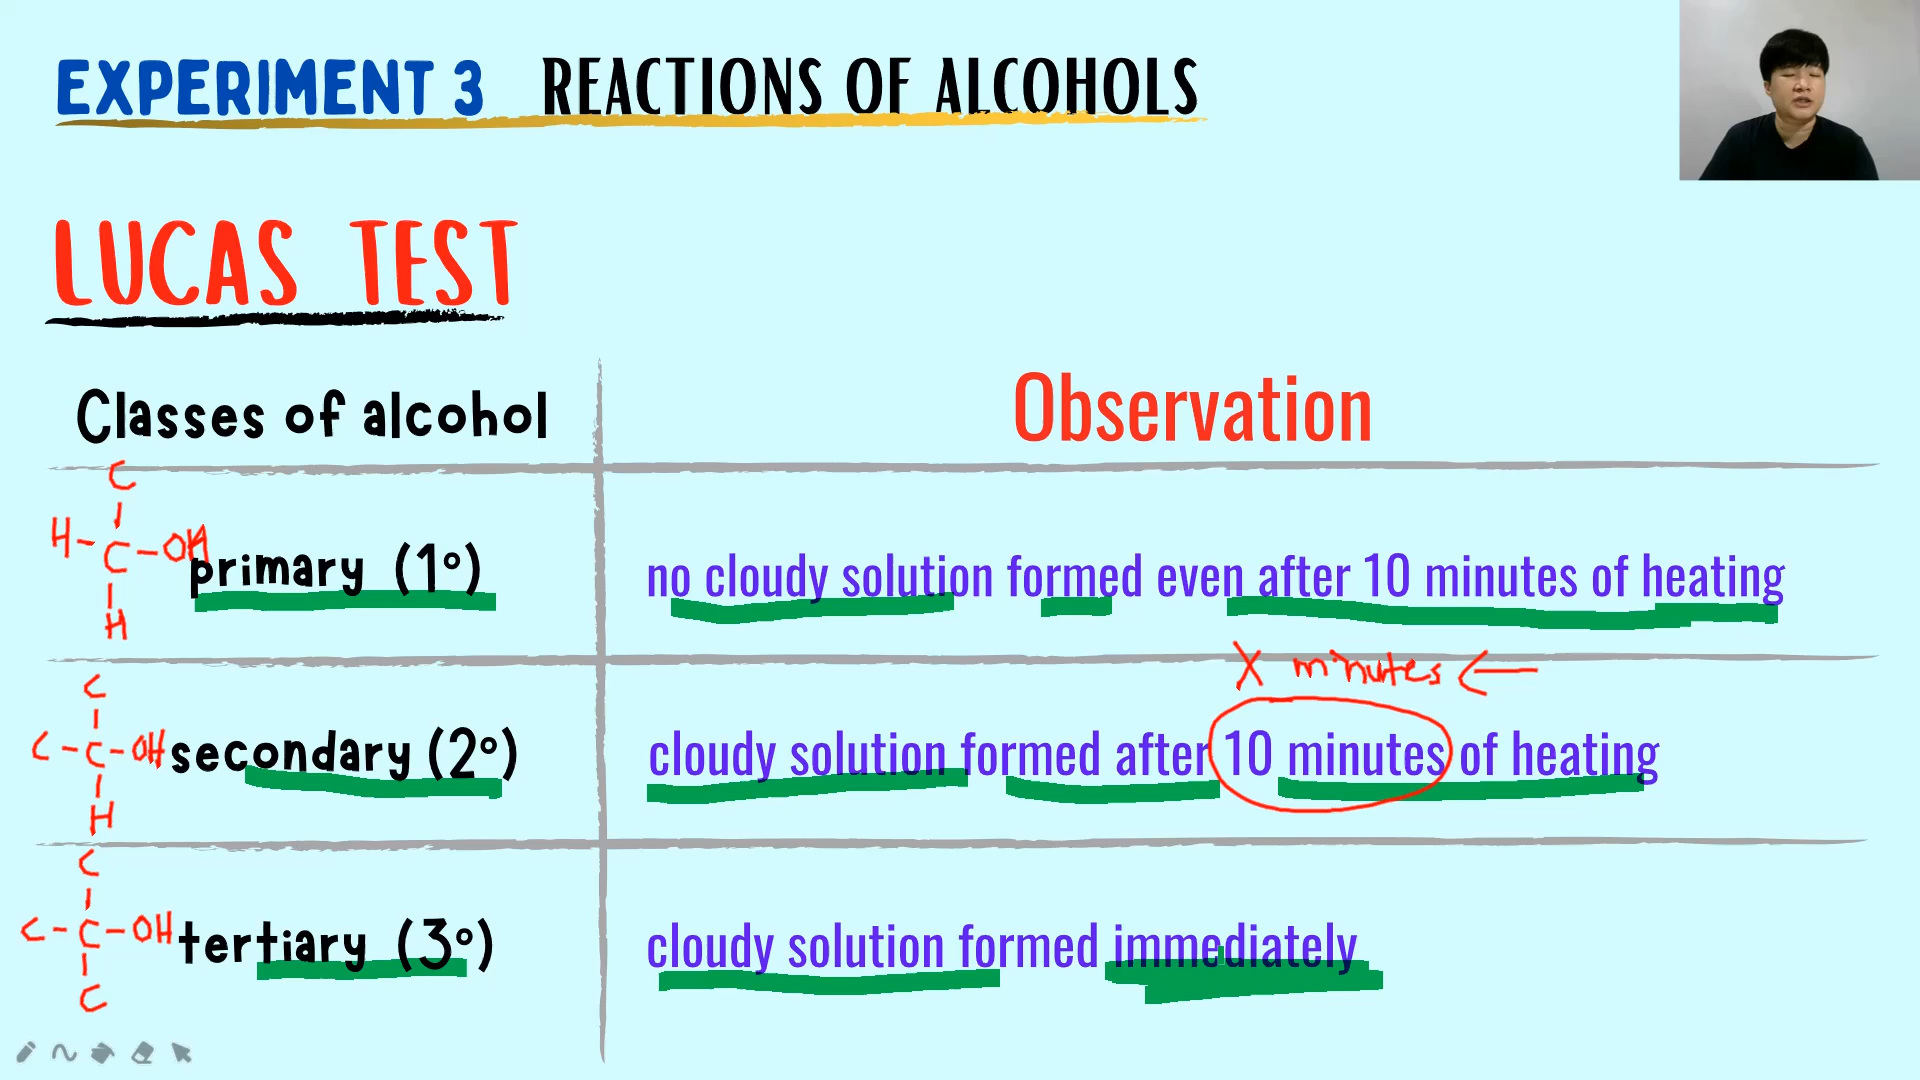 EXPERIMENT 3 REACTIONS OF ALCOHOLS
LUCAS TEST
Classes of alcohol
Observation
C
H-C-OH
H
primary (1°)
no cloudy solution formed even after 10 minutes of heating
X minutes ←
C
C-C-OH
H
secondary (2°)
cloudy solution formed after 10 minutes of heating
C
C-C-OH
C
tertiary (3°)
cloudy solution formed immediately